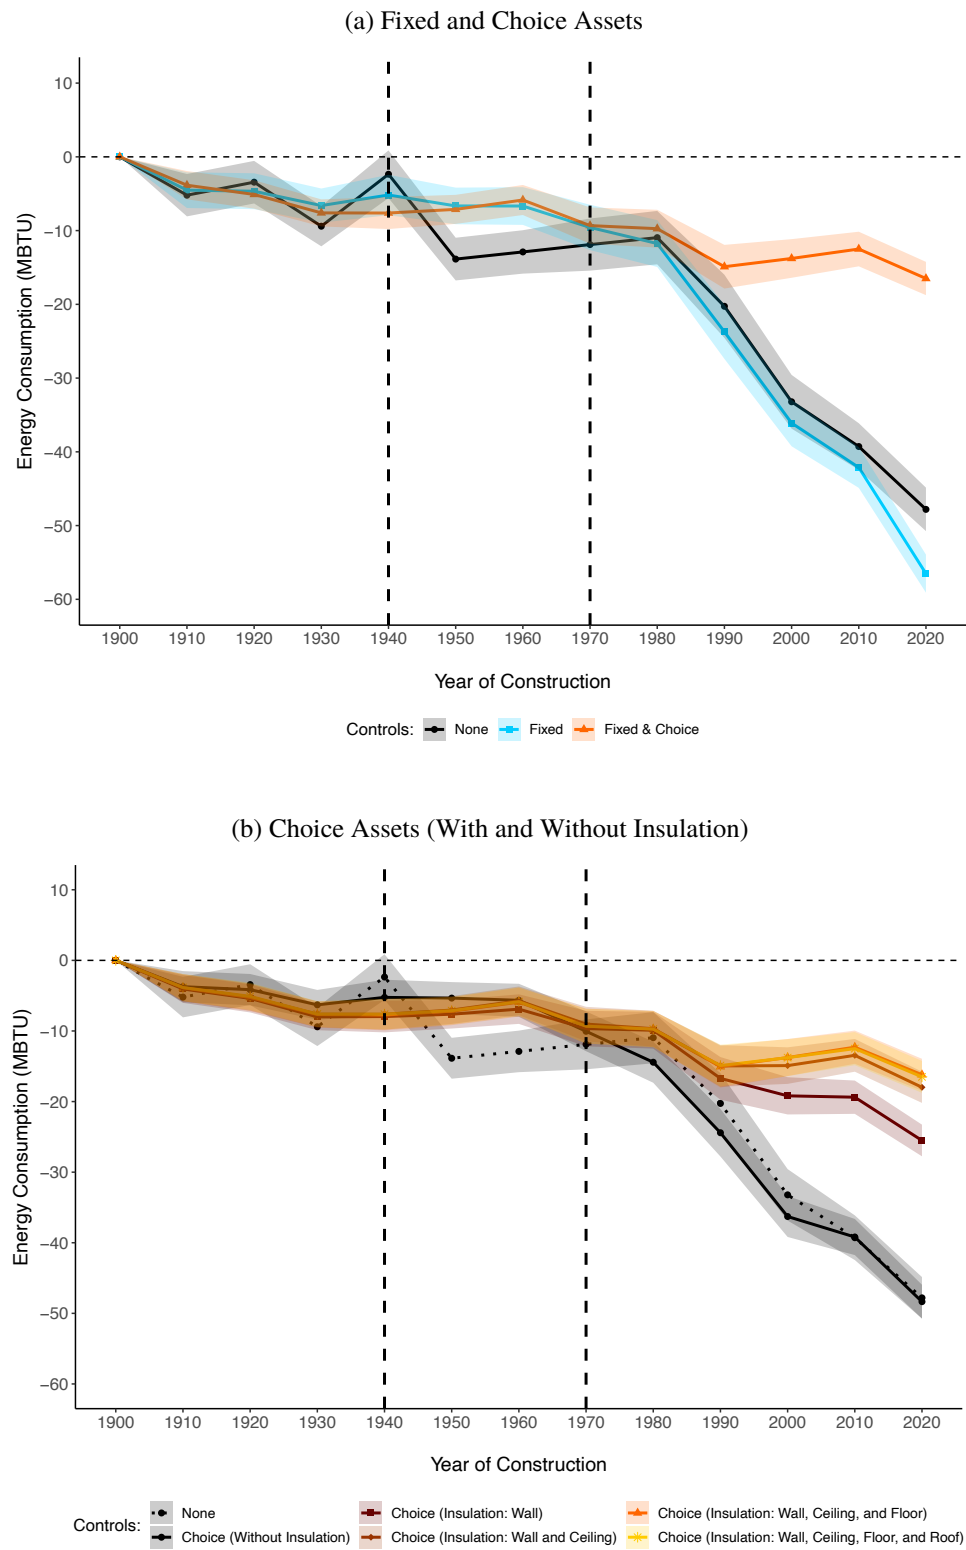 (a) Fixed and Choice Assets
10
0
−10
−20
−30
−40
−50
−60
Energy Consumption (MBTU)
1900 1910 1920 1930 1940 1950 1960 1970 1980 1990 2000 2010 2020
Year of Construction
Controls: None Fixed Fixed & Choice
(b) Choice Assets (With and Without Insulation)
10
0
−10
−20
−30
−40
−50
−60
Energy Consumption (MBTU)
1900 1910 1920 1930 1940 1950 1960 1970 1980 1990 2000 2010 2020
Year of Construction
Controls:
None Choice (Insulation: Wall) Choice (Insulation: Wall, Ceiling, and Floor)
Choice (Without Insulation) Choice (Insulation: Wall and Ceiling) Choice (Insulation: Wall, Ceiling, Floor, and Roof)